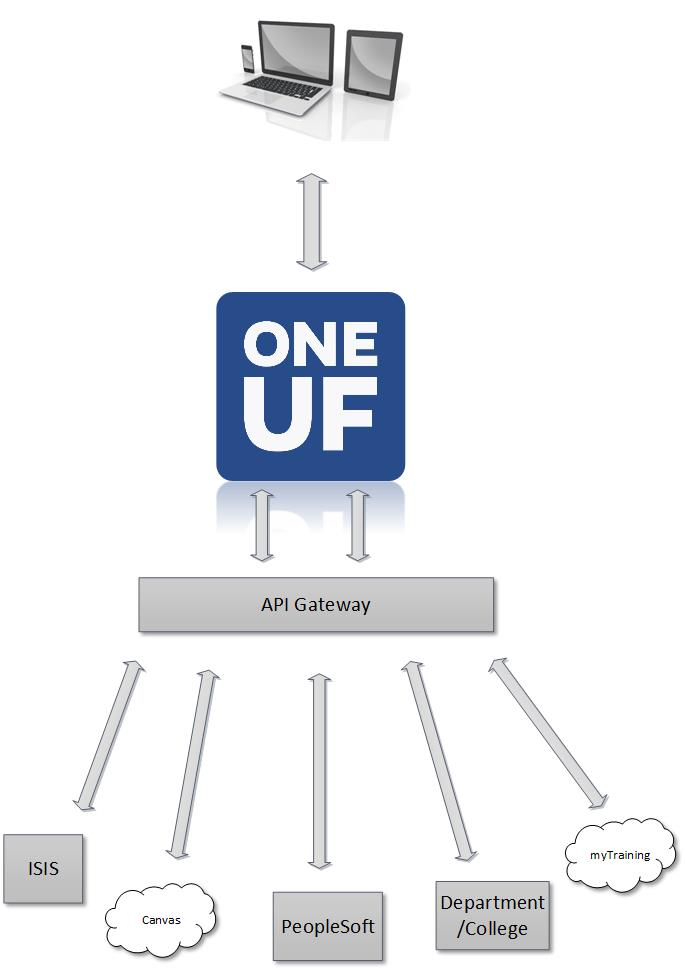 ONE
UF
API Gateway
ISIS
Canvas
PeopleSoft
Department
/College
myTraining